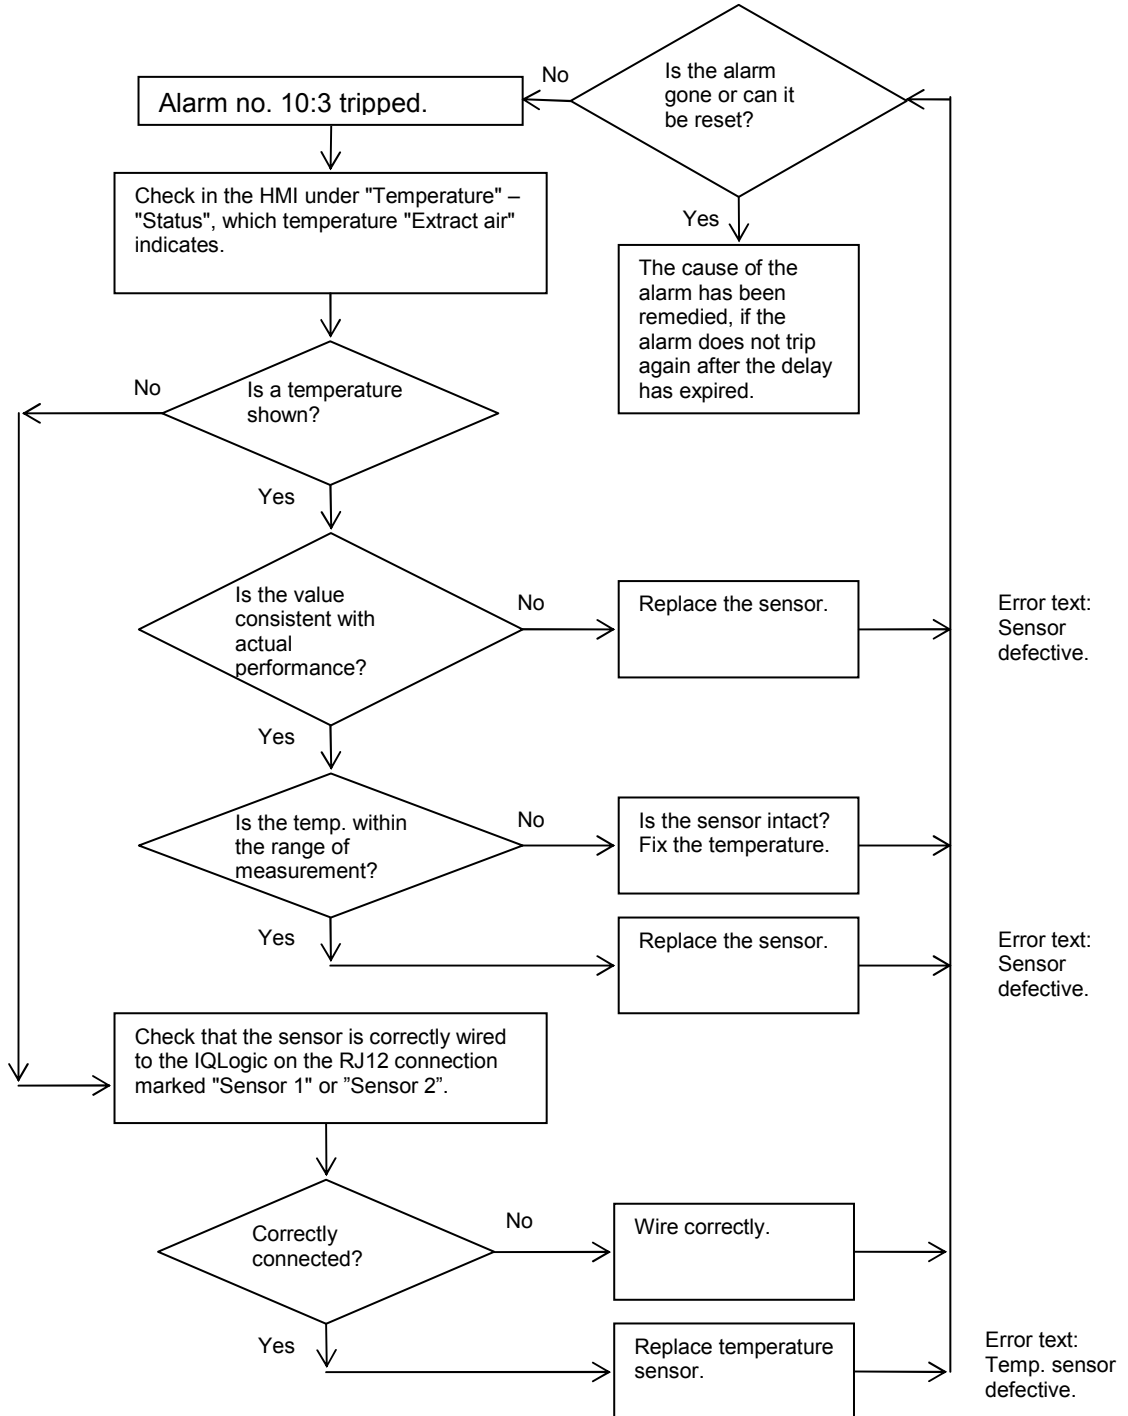 Is the alarm
gone or can it
be reset?
No
Alarm no. 10:3 tripped.
Check in the HMI under "Temperature" –
"Status", which temperature "Extract air"
indicates.
Yes
The cause of the
alarm has been
remedied, if the
alarm does not trip
again after the delay
has expired.
No
Is a temperature
shown?
Yes
Is the value
consistent with
actual
performance?
No
Replace the sensor.
Error text:
Sensor
defective.
Yes
Is the temp. within
the range of
measurement?
No
Is the sensor intact?
Fix the temperature.
Yes
Replace the sensor.
Error text:
Sensor
defective.
Check that the sensor is correctly wired
to the IQLogic on the RJ12 connection
marked "Sensor 1" or ”Sensor 2”.
Correctly
connected?
No
Wire correctly.
Yes
Replace temperature
sensor.
Error text:
Temp. sensor
defective.